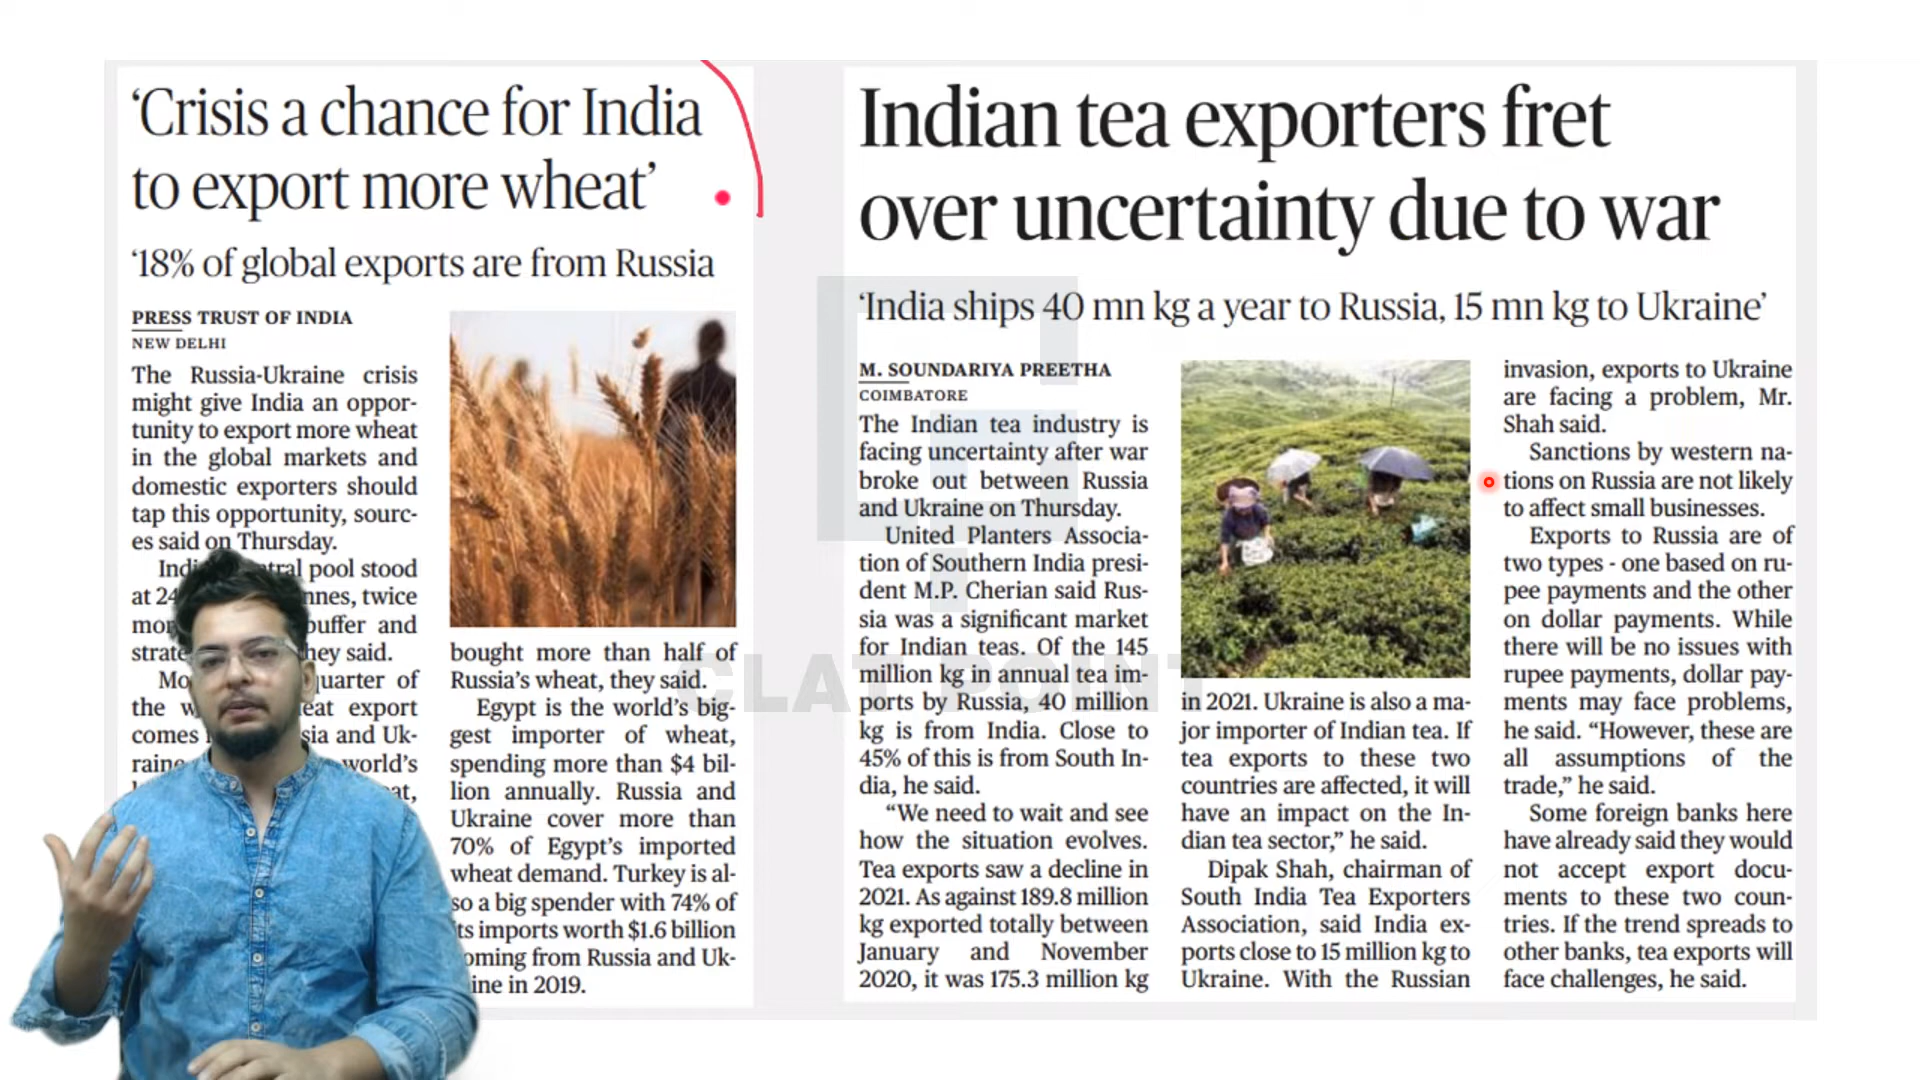 ‘Crisis a chance for India
to export more wheat’
‘18% of global exports are from Russia
PRESS TRUST OF INDIA
NEW DELHI
The Russia-Ukraine crisis
might give India an oppor-
tunity to export more wheat
in the global markets and
domestic exporters should
tap this opportunity, sourc-
es said on Thursday.
pool stood
at twice
buffer and
they said.
quarter of
the export
comes and Uk-
raine world’s
bought more than half of
Russia’s wheat, they said.
Egypt is the world’s big-
gest importer of wheat,
spending more than $4 bil-
lion annually. Russia and
Ukraine cover more than
70% of Egypt’s imported
wheat demand. Turkey is al-
so a big spender with 74% of
its imports worth $1.6 billion
coming from Russia and Uk-
raine in 2019.
Indian tea exporters fret
over uncertainty due to war
‘India ships 40 mn kg a year to Russia, 15 mn kg to Ukraine’
M. SOUNDARIYA PREETHA
COIMBATORE
The Indian tea industry is
facing uncertainty after war
broke out between Russia
and Ukraine on Thursday.
United Planters Associa-
tion of Southern India presi-
dent M.P. Cherian said Rus-
sia was a significant market
for Indian teas. Of the 145
million kg in annual tea im-
ports by Russia, 40 million
kg is from India. Close to
45% of this is from South In-
dia, he said.
“We need to wait and see
how the situation evolves.
Tea exports saw a decline in
2021. As against 189.8 million
kg exported totally between
January and November
2020, it was 175.3 million kg
in 2021. Ukraine is also a ma-
jor importer of Indian tea. If
tea exports to these two
countries are affected, it will
have an impact on the In-
dian tea sector,” he said.
Dipak Shah, chairman of
South India Tea Exporters
Association, said India ex-
ports close to 15 million kg to
Ukraine. With the Russian
invasion, exports to Ukraine
are facing a problem, Mr.
Shah said.
Sanctions by western na-
tions on Russia are not likely
to affect small businesses.
Exports to Russia are of
two types - one based on ru-
pee payments and the other
on dollar payments. While
there will be no issues with
rupee payments, dollar pay-
ments may face problems,
he said. “However, these are
all assumptions of the
trade,” he said.
Some foreign banks here
have already said they would
not accept export docu-
ments to these two coun-
tries. If the trend spreads to
other banks, tea exports will
face challenges, he said.
CLAT POINT